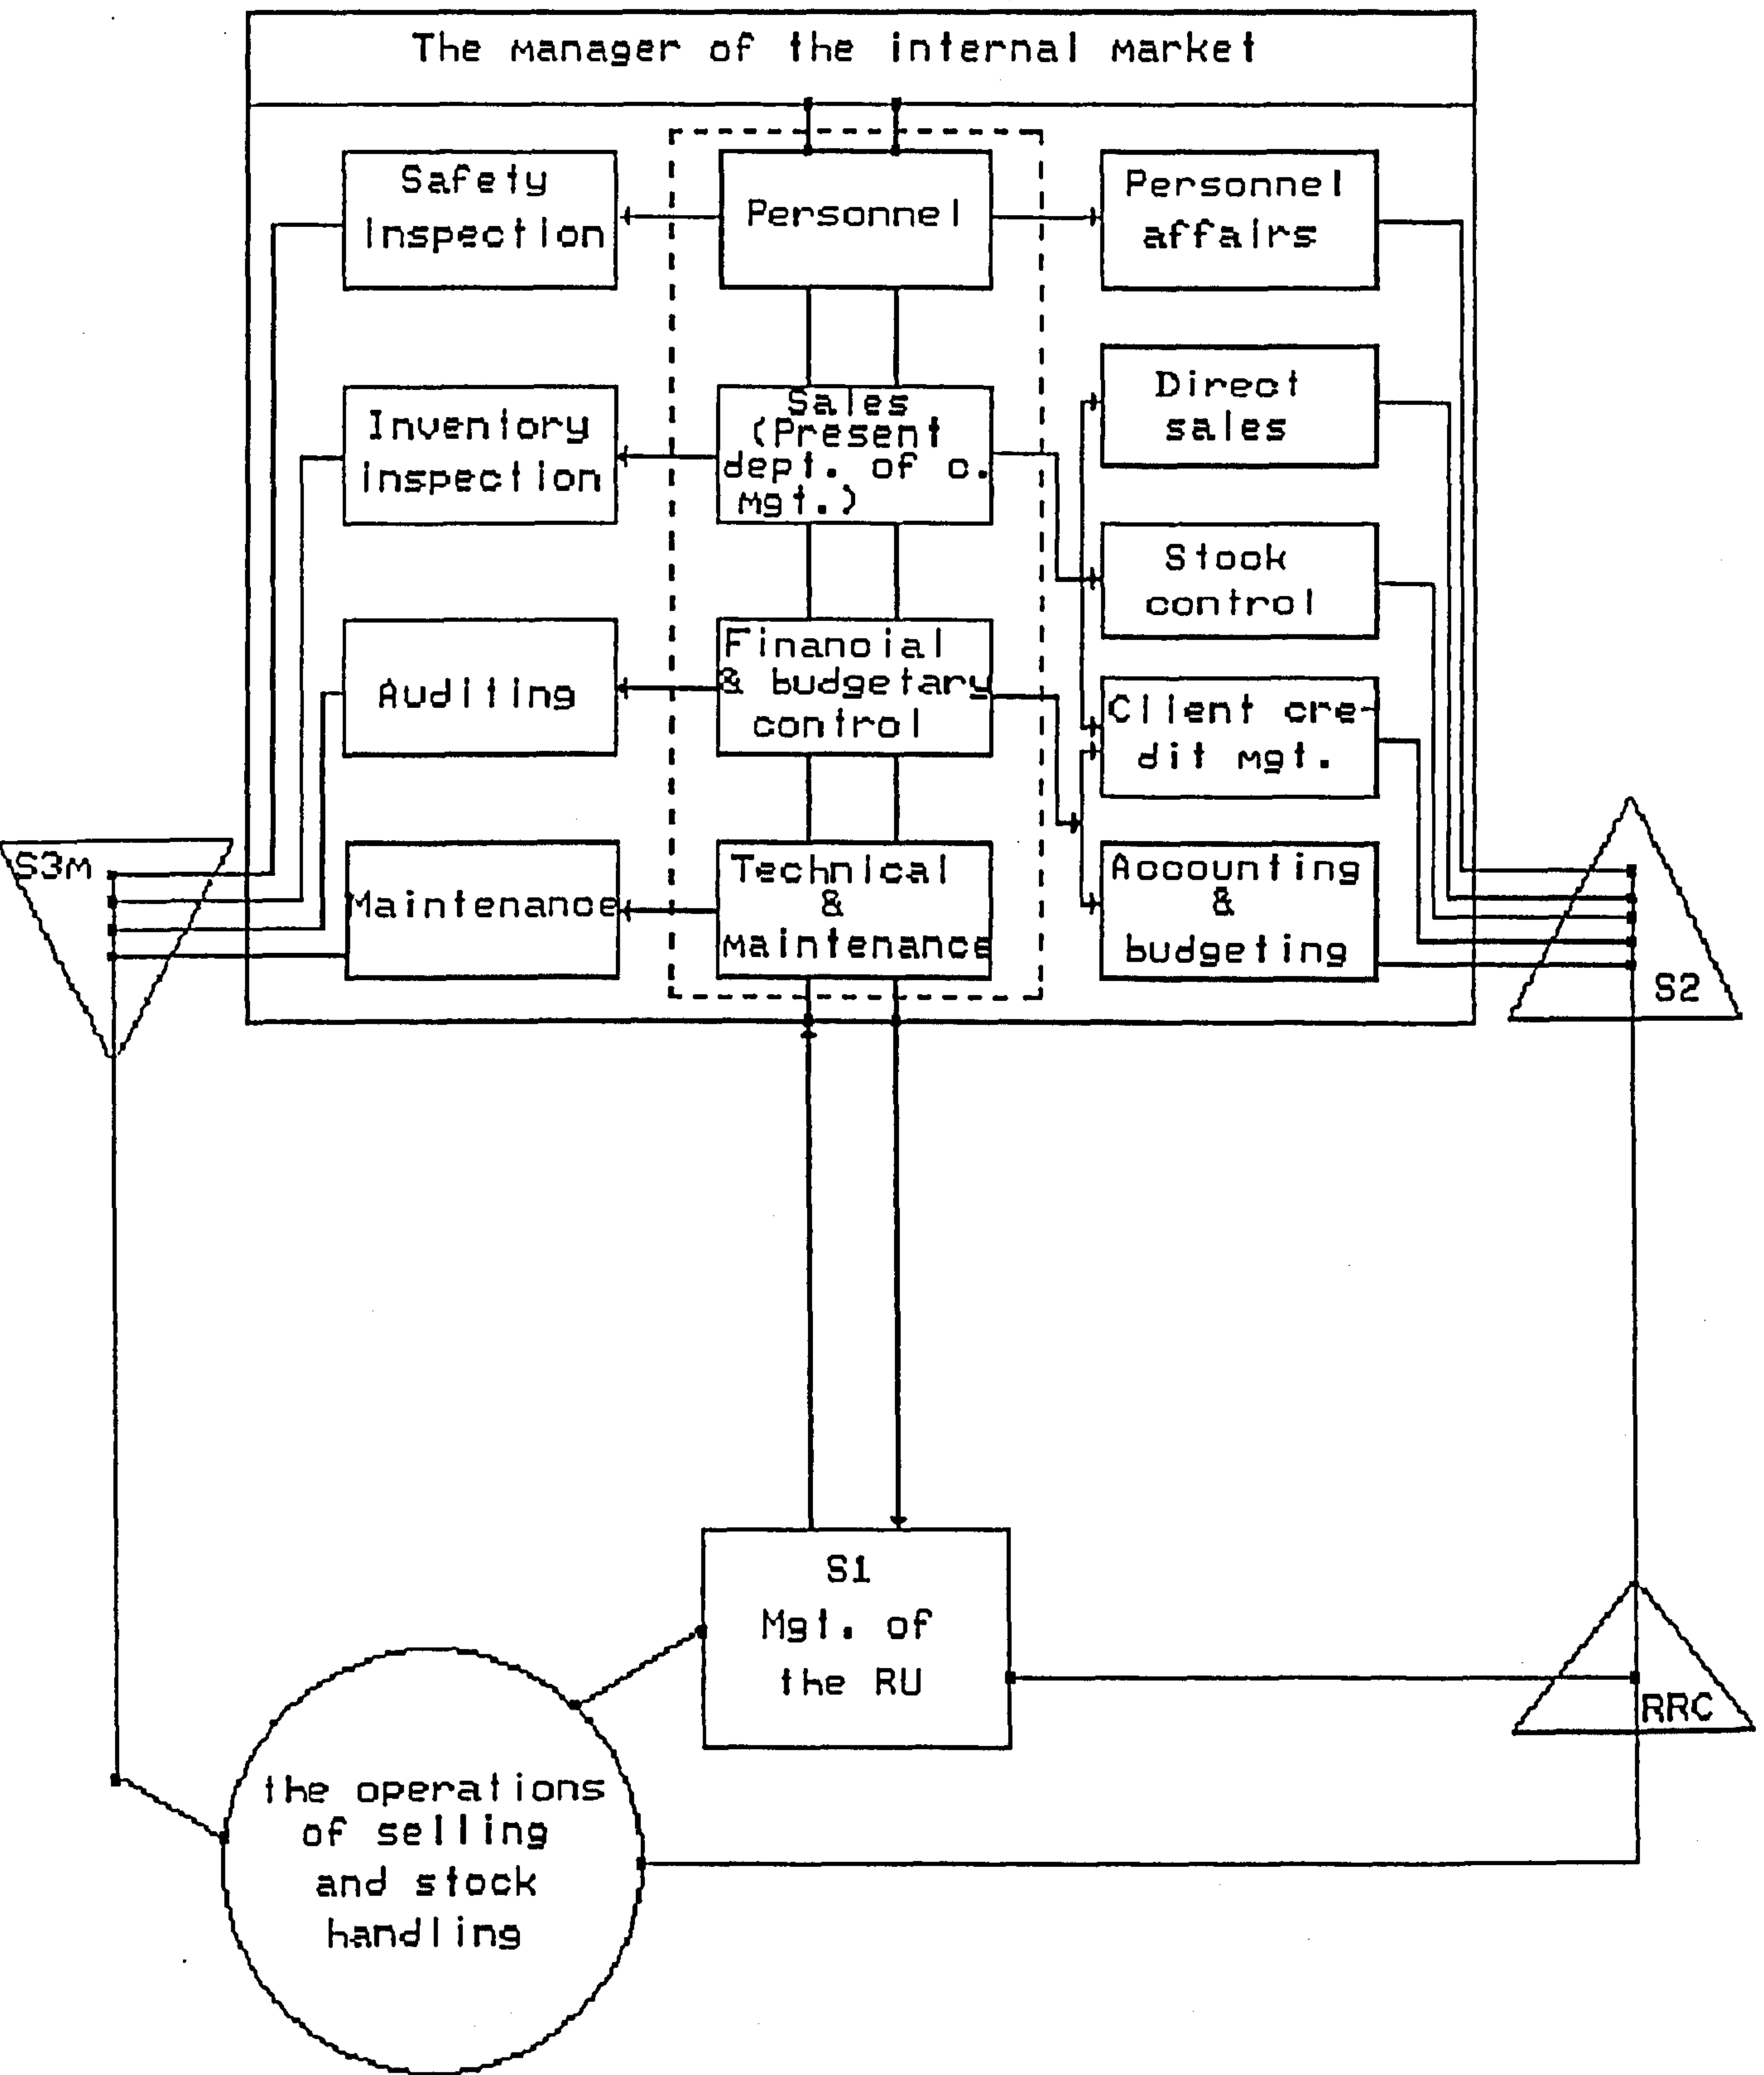 The manager of the internal market
Safety
inspection
Personnel
Personnel
affairs
Inventory
inspection
Sales
(Present
dept. of c.
mgt.)
Direct
sales
Stock
control
Auditing
Financial
& budgetary
control
Client cre-
dit mgt.
S3m
Maintenance
Technical
&
maintenance
Accounting
&
budgeting
S2
S1
Mgt. of
the RU
RRC
the operations
of selling
and stock
handling